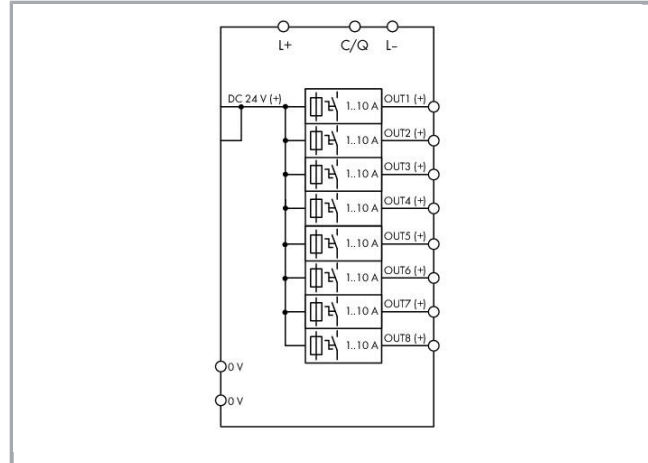 L+ C/Q L–
DC 24 V (+)
1..10 A OUT1 (+)
1..10 A OUT2 (+)
1..10 A OUT3 (+)
1..10 A OUT4 (+)
1..10 A OUT5 (+)
1..10 A OUT6 (+)
1..10 A OUT7 (+)
1..10 A OUT8 (+)
0 V
0 V